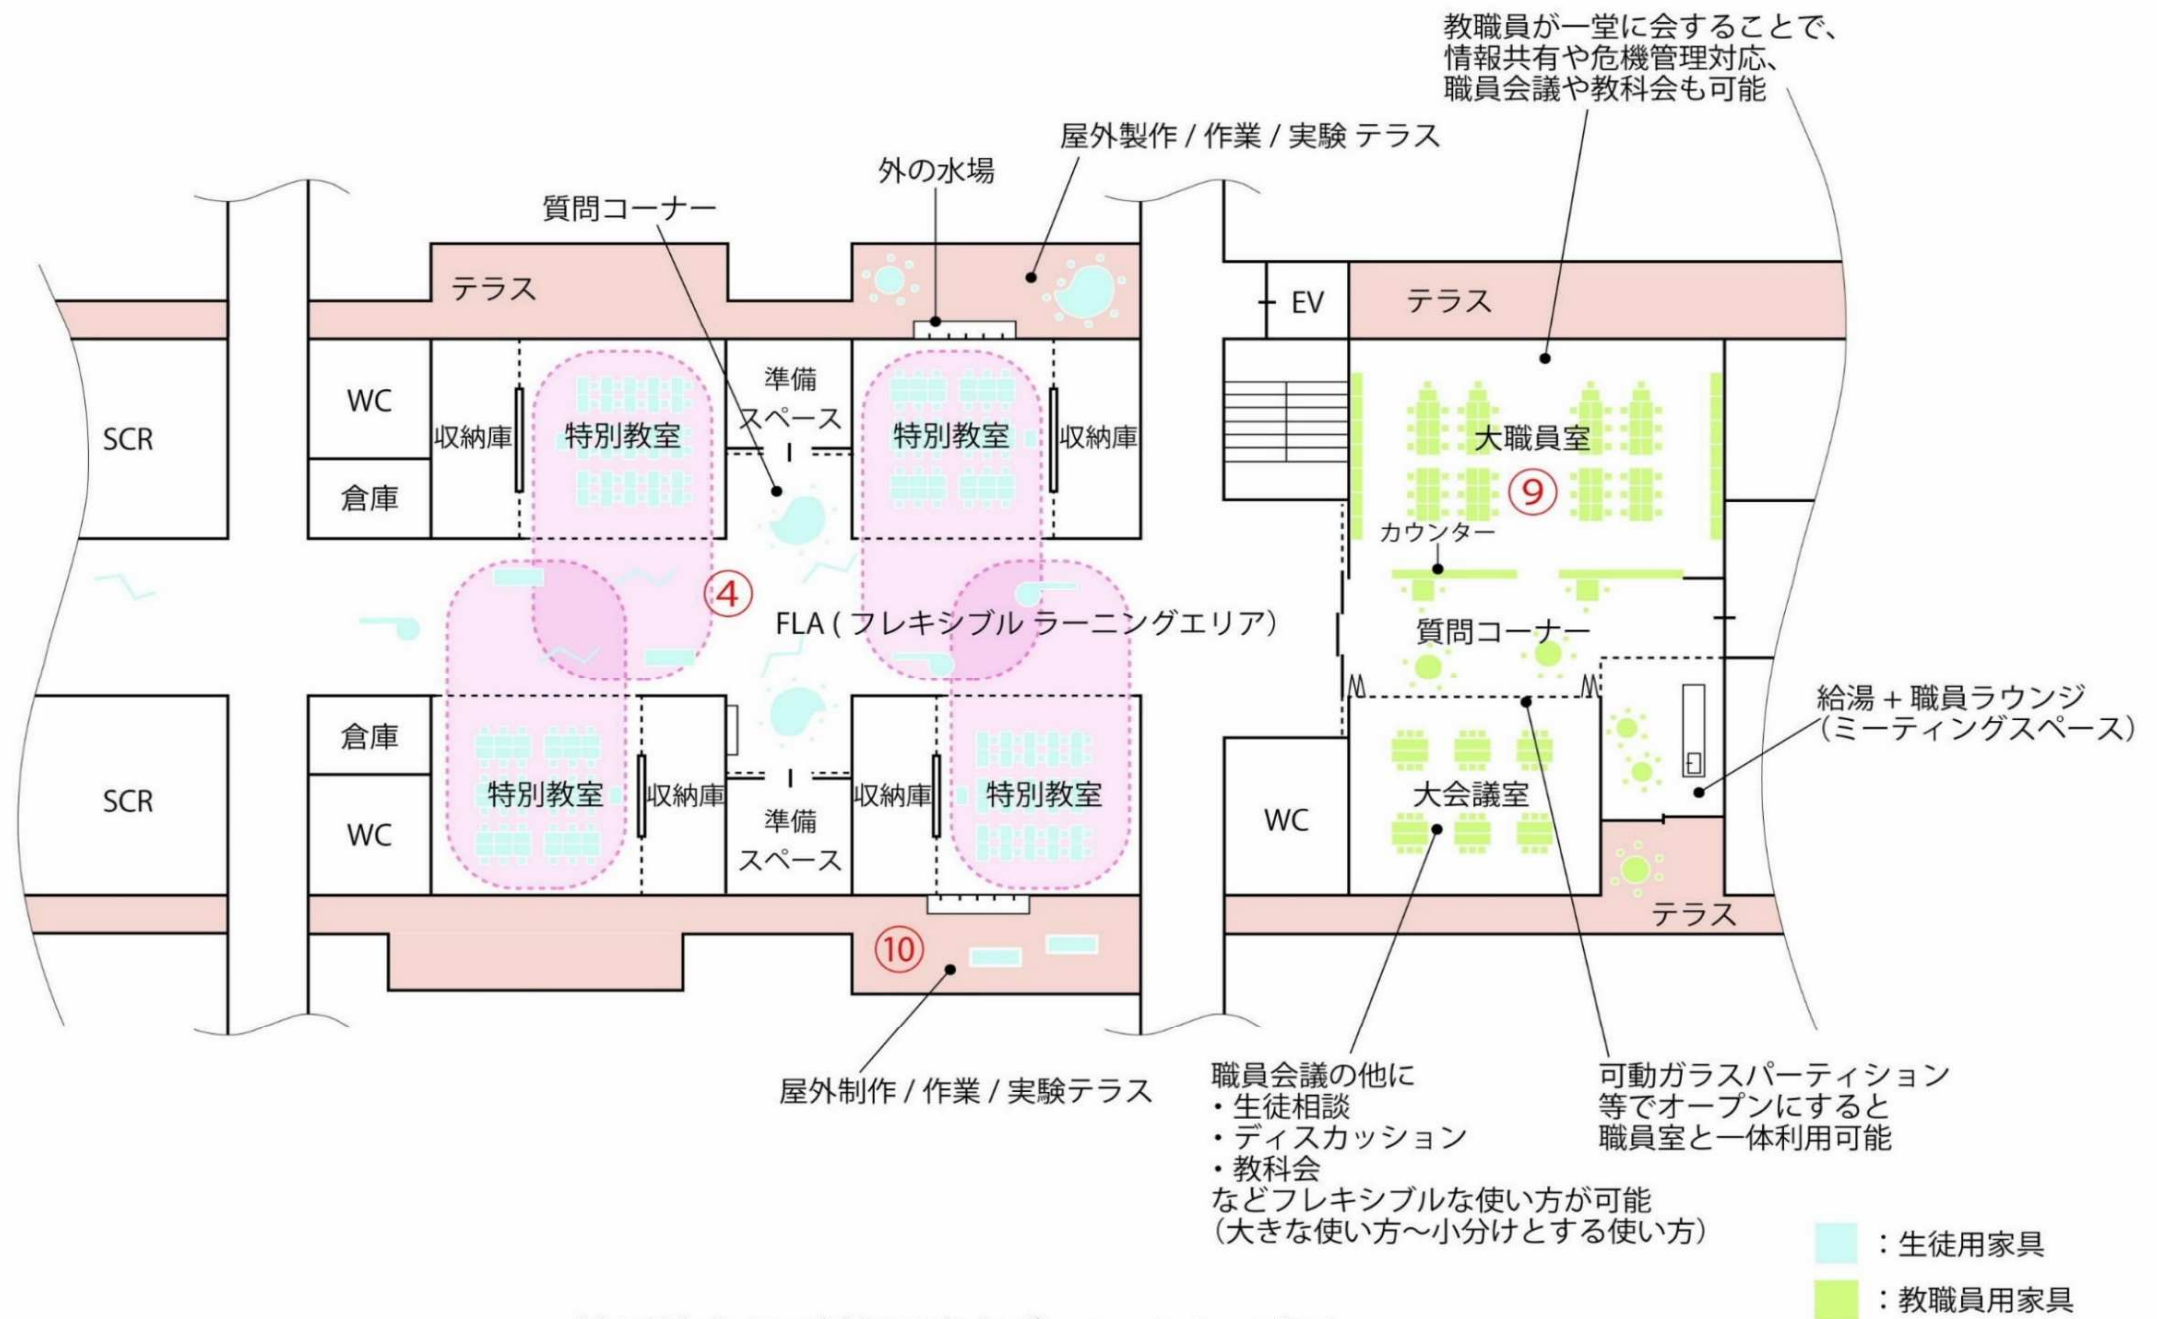 教職員が一堂に会することで、
情報共有や危機管理対応、
職員会議や教科会も可能
屋外製作 / 作業 / 実験 テラス
外の水場
質問コーナー
テラス
EV
テラス
SCR
WC
収納庫
特別教室
準備
スペース
特別教室
収納庫
大職員室
⑨
倉庫
カウンター
④
FLA ( フレキシブル ラーニングエリア）
質問コーナー
給湯 + 職員ラウンジ
（ミーティングスペース）
SCR
倉庫
WC
特別教室
収納庫
準備
スペース
収納庫
特別教室
WC
大会議室
テラス
⑩
屋外制作 / 作業 / 実験テラス
職員会議の他に
・生徒相談
・ディスカッション
・教科会
などフレキシブルな使い方が可能
（大きな使い方～小分けとする使い方）
可動ガラスパーティション
等でオープンにすると
職員室と一体利用可能
：生徒用家具
：教職員用家具